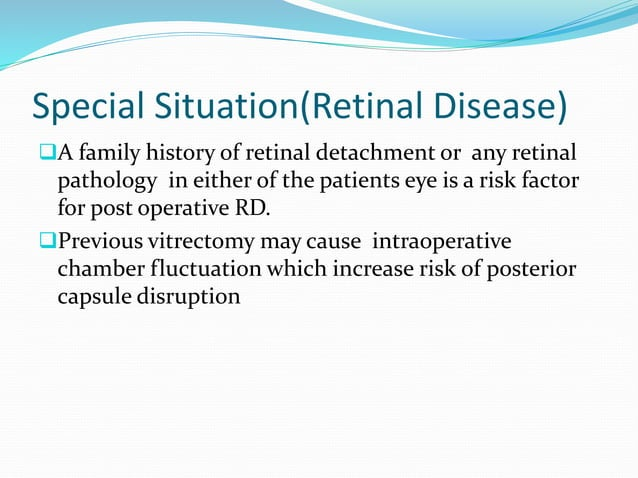 Special Situation(Retinal Disease)
A family history of retinal detachment or any retinal
pathology in either of the patients eye is a risk factor
for post operative RD.
Previous vitrectomy may cause intraoperative
chamber fluctuation which increase risk of posterior
capsule disruption